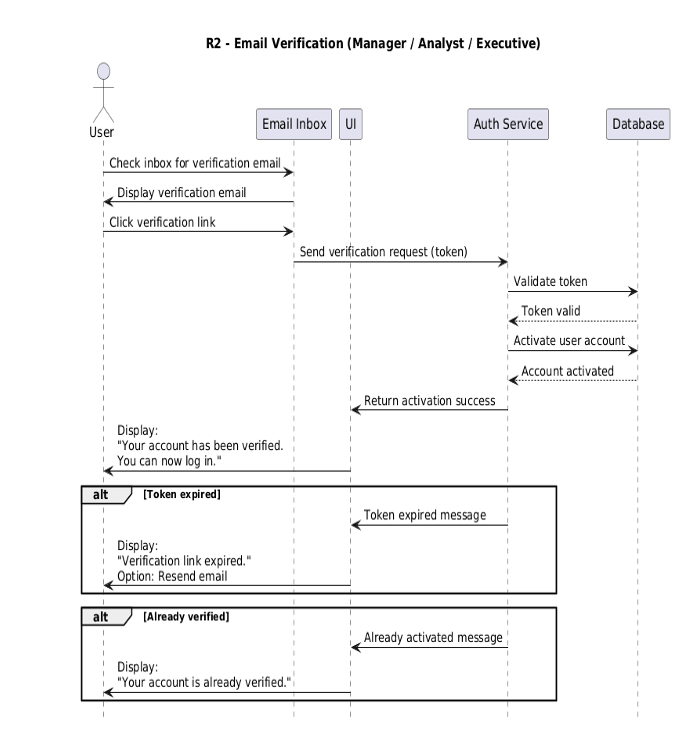 R2 - Email Verification (Manager / Analyst / Executive)
User
Email Inbox
UI
Auth Service
Database
Check inbox for verification email
Display verification email
Click verification link
Send verification request (token)
Validate token
Token valid
Activate user account
Account activated
Return activation success
Display:
"Your account has been verified.
You can now log in."
alt
[Token expired]
Token expired message
Display:
"Verification link expired."
Option: Resend email
alt
[Already verified]
Already activated message
Display:
"Your account is already verified."